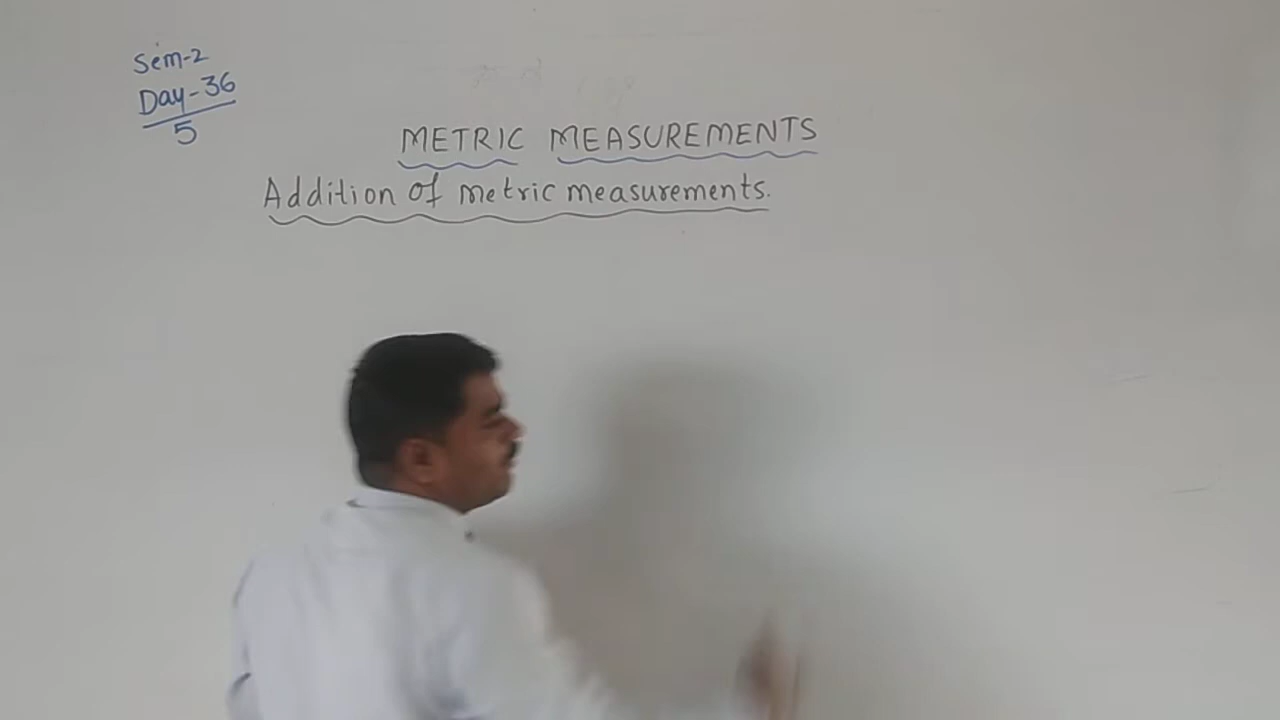 Sem-2
Day-36
5
METRIC MEASUREMENTS
Addition of metric measurements.